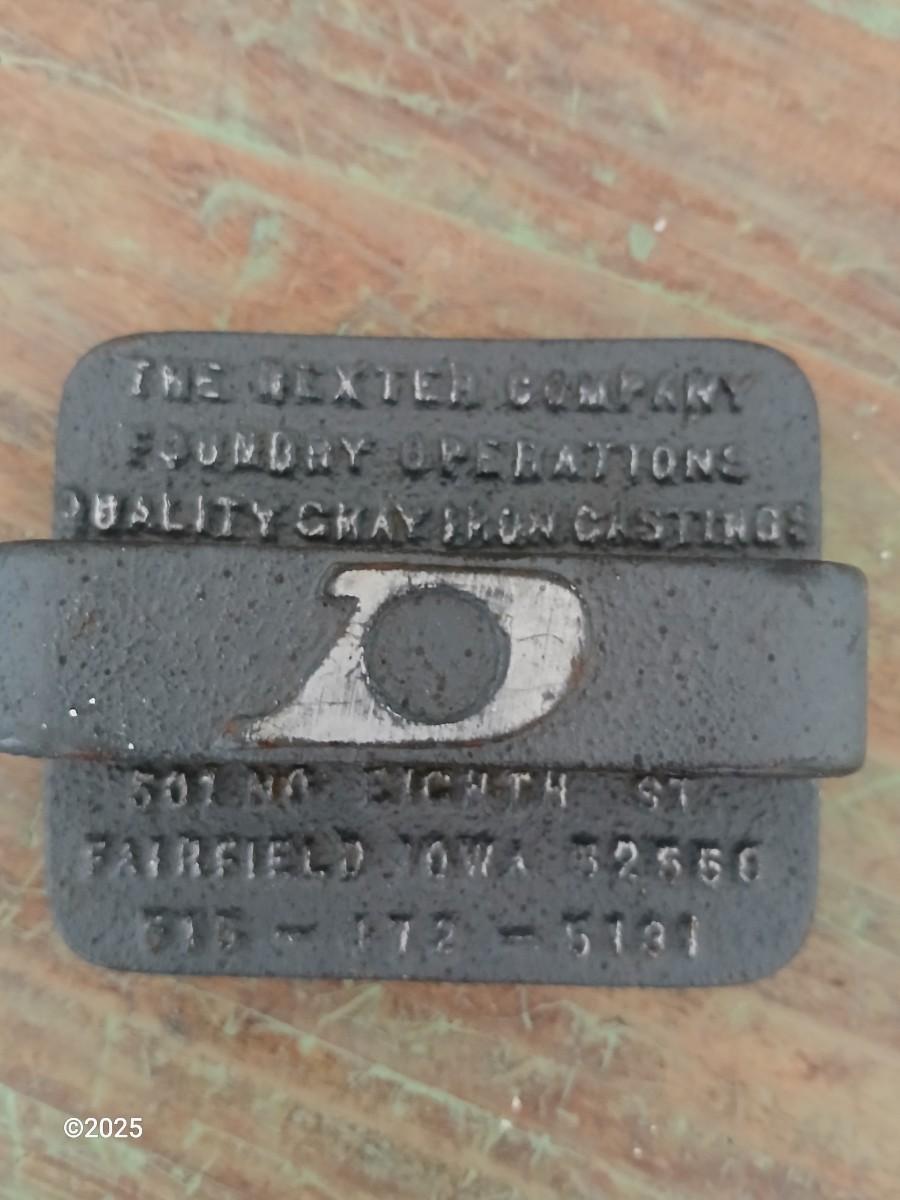 THE DEXTER COMPANY
FOUNDRY OPERATIONS
QUALITY GRAY IRON CASTINGS
D
501 NO EIGHTH ST
FAIRFIELD IOWA 52556
515 - 472 - 5131
©2025